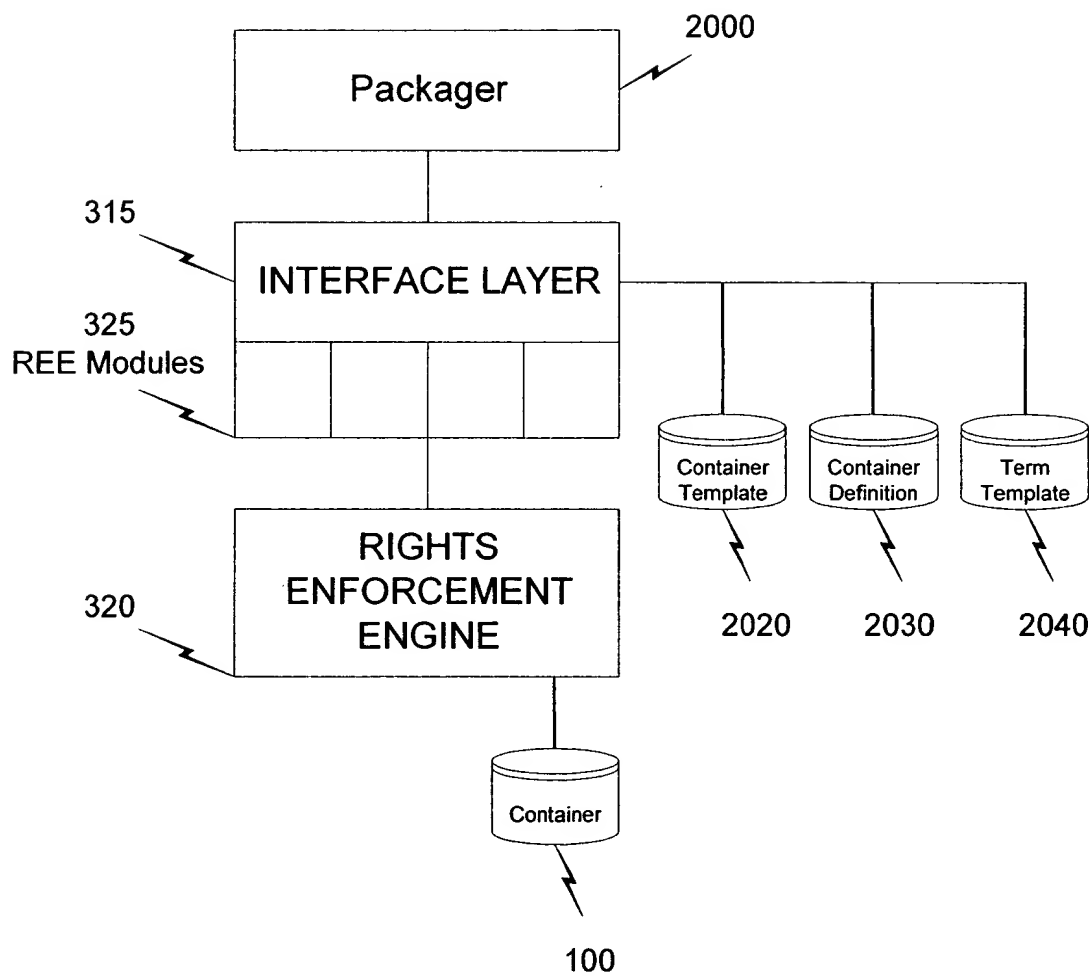 2000
Packager
315
INTERFACE LAYER
325
REE Modules
Container
Template
Container
Definition
Term
Template
RIGHTS
ENFORCEMENT
ENGINE
320
2020
2030
2040
Container
100